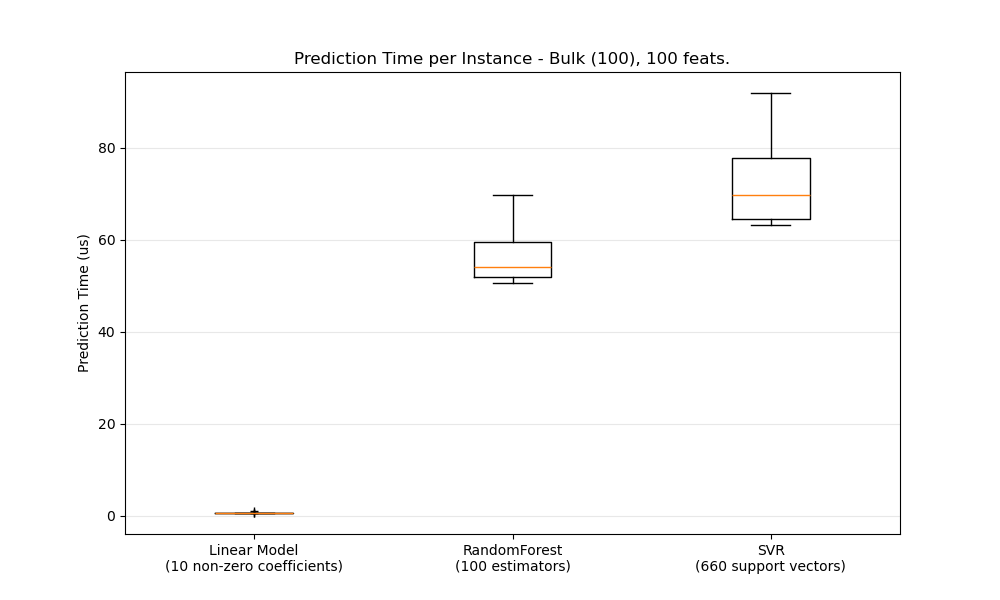 Prediction Time per Instance - Bulk (100), 100 feats.
Prediction Time (us)
80
60
40
20
0
Linear Model
(10 non-zero coefficients)
RandomForest
(100 estimators)
SVR
(660 support vectors)